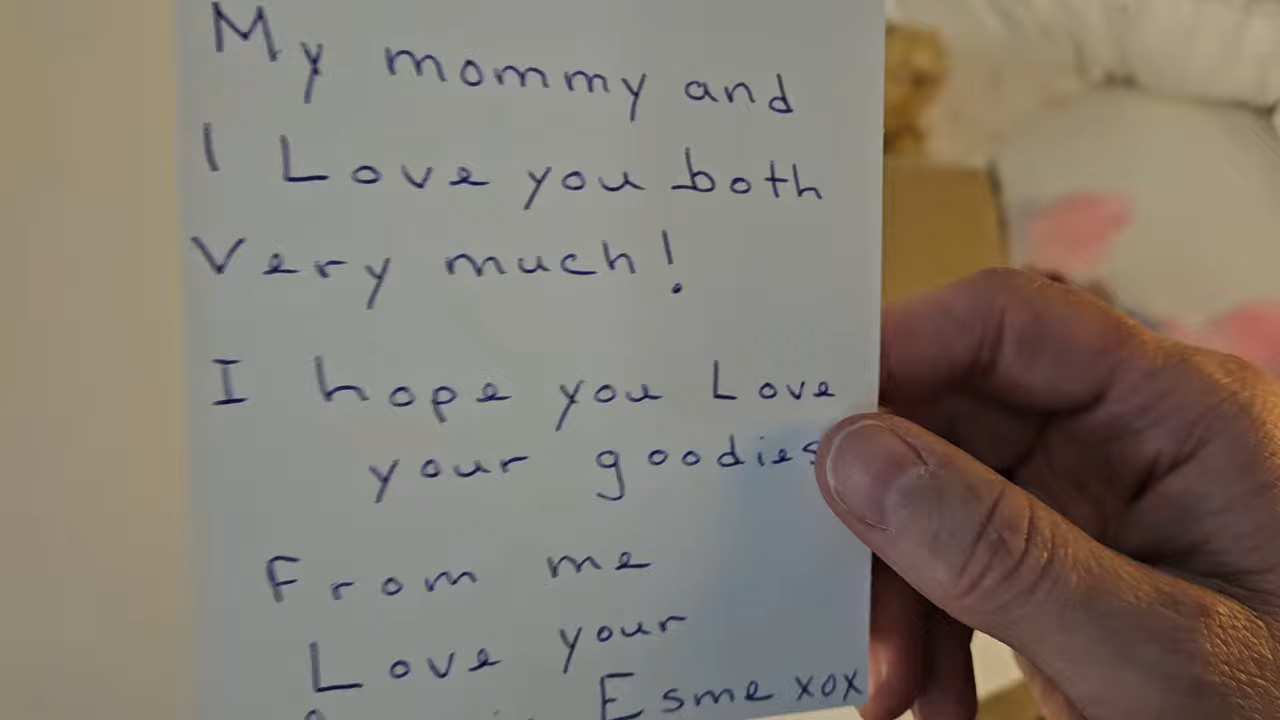 My mommy and
I Love you both
Very much!
I hope you Love
your goodies
From me
Love your
Esme xox